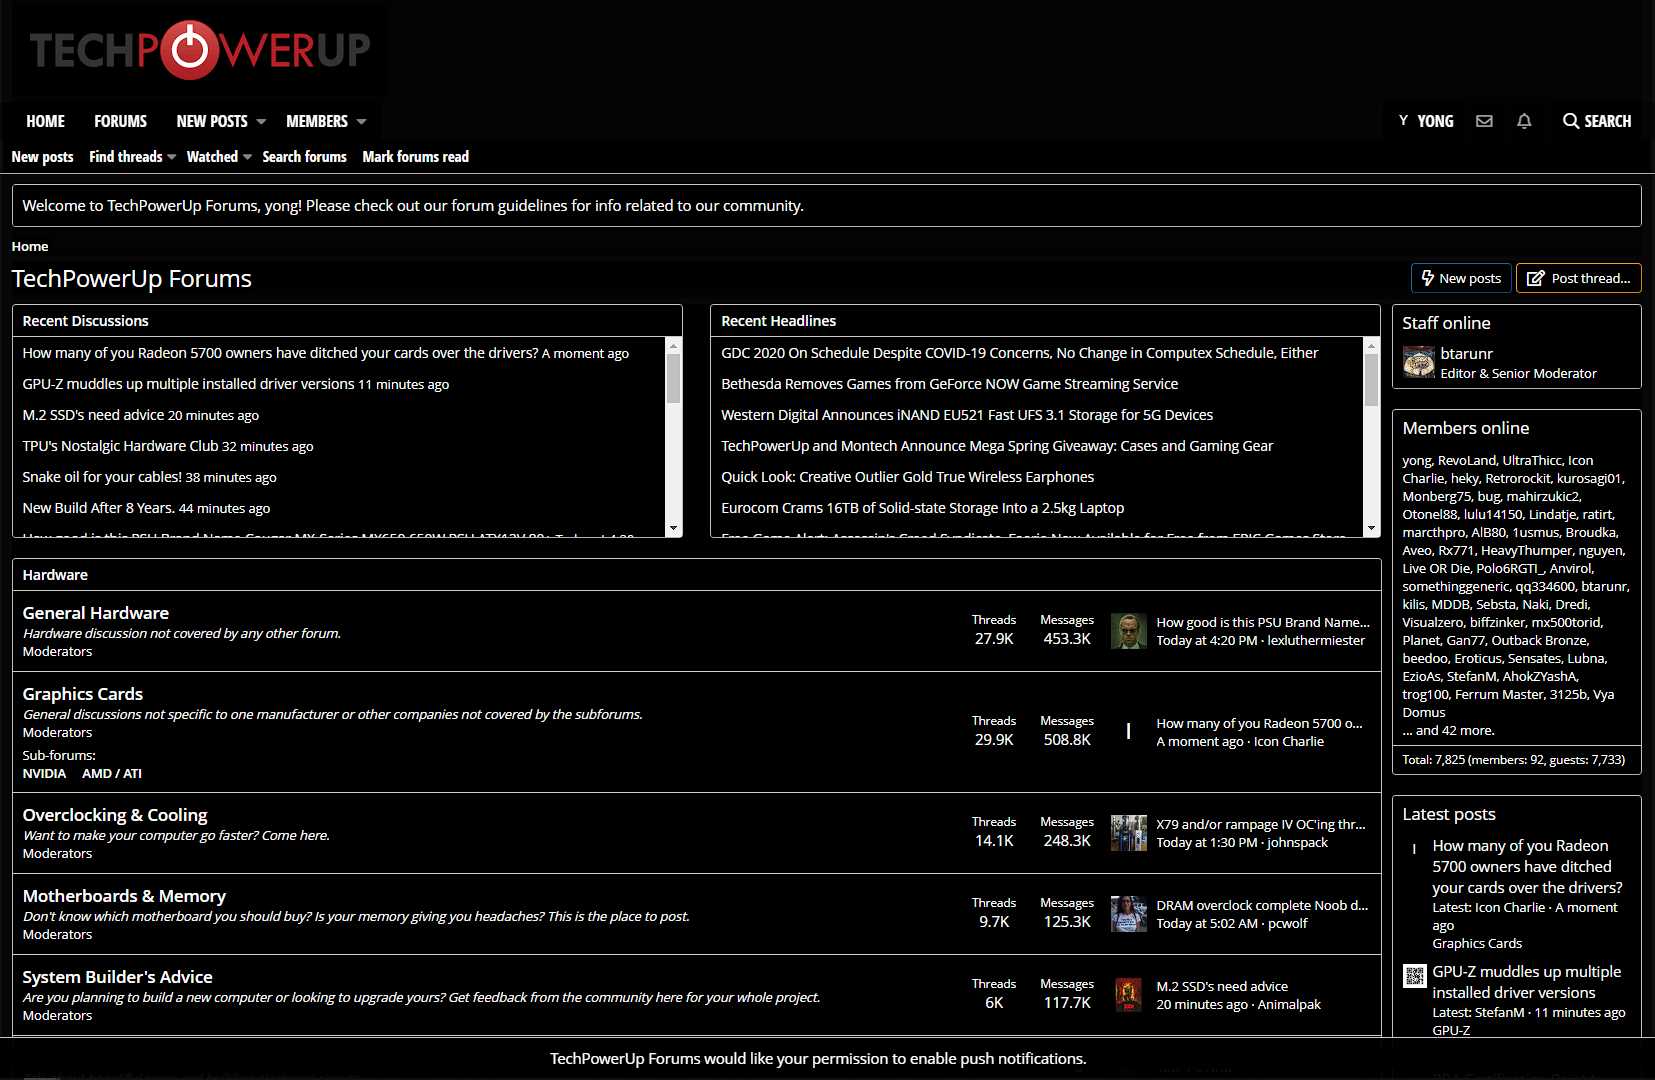 TECHPOWERUP
HOME FORUMS NEW POSTS MEMBERS
Y YONG SEARCH
New posts Find threads Watched Search forums Mark forums read
Welcome to TechPowerUp Forums, yong! Please check out our forum guidelines for info related to our community.
Home
TechPowerUp Forums
New posts Post thread...
Recent Discussions
How many of you Radeon 5700 owners have ditched your cards over the drivers? A moment ago
GPU-Z muddles up multiple installed driver versions 11 minutes ago
M.2 SSD's need advice 20 minutes ago
TPU's Nostalgic Hardware Club 32 minutes ago
Snake oil for your cables! 38 minutes ago
New Build After 8 Years. 44 minutes ago
Recent Headlines
GDC 2020 On Schedule Despite COVID-19 Concerns, No Change in Computex Schedule, Either
Bethesda Removes Games from GeForce NOW Game Streaming Service
Western Digital Announces iNAND EU521 Fast UFS 3.1 Storage for 5G Devices
TechPowerUp and Montech Announce Mega Spring Giveaway: Cases and Gaming Gear
Quick Look: Creative Outlier Gold True Wireless Earphones
Eurocom Crams 16TB of Solid-state Storage Into a 2.5kg Laptop
Hardware
General Hardware
Hardware discussion not covered by any other forum.
Moderators
Threads
27.9K
Messages
453.3K
How good is this PSU Brand Name...
Today at 4:20 PM · lexluthermiester
Graphics Cards
General discussions not specific to one manufacturer or other companies not covered by the subforums.
Moderators
Sub-forums:
NVIDIA AMD / ATI
Threads
29.9K
Messages
508.8K
I
How many of you Radeon 5700 o...
A moment ago · Icon Charlie
Overclocking & Cooling
Want to make your computer go faster? Come here.
Moderators
Threads
14.1K
Messages
248.3K
X79 and/or rampage IV OC'ing thr...
Today at 1:30 PM · johnspack
Motherboards & Memory
Don't know which motherboard you should buy? Is your memory giving you headaches? This is the place to post.
Moderators
Threads
9.7K
Messages
125.3K
DRAM overclock complete Noob d...
Today at 5:02 AM · pcwolf
System Builder's Advice
Are you planning to build a new computer or looking to upgrade yours? Get feedback from the community here for your whole project.
Moderators
Threads
6K
Messages
117.7K
M.2 SSD's need advice
20 minutes ago · Animalpak
Staff online
btarunr
Editor & Senior Moderator
Members online
yong, RevoLand, UltraThicc, Icon
Charlie, heky, Retrorockit, kurosagi01,
Monberg75, bug, mahirzukic2,
Otonel88, lulu14150, Lindatje, ratirt,
marcthpro, AlB80, 1usmus, Broudka,
Aveo, Rx771, HeavyThumper, nguyen,
Live OR Die, Polo6RGTI_, Anvirol,
somethinggeneric, qq334600, btarunr,
kilis, MDDB, Sebsta, Naki, Dredi,
Visualzero, biffzinker, mx500torid,
Planet, Gan77, Outback Bronze,
beedoo, Eroticus, Sensates, Lubna,
EzioAs, StefanM, AhokZYashA,
trog100, Ferrum Master, 3125b, Vya
Domus
... and 42 more.
Total: 7,825 (members: 92, guests: 7,733)
Latest posts
I
How many of you Radeon
5700 owners have ditched
your cards over the drivers?
Latest: Icon Charlie · A moment
ago
Graphics Cards
GPU-Z muddles up multiple
installed driver versions
Latest: StefanM · 11 minutes ago
GPU-Z
TechPowerUp Forums would like your permission to enable push notifications.